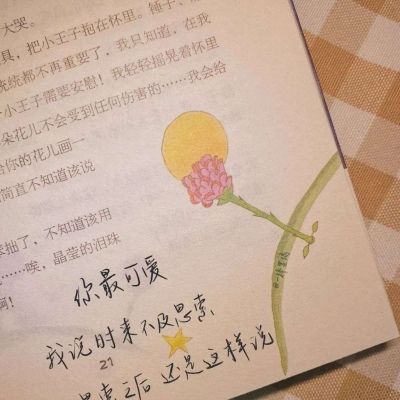 大哭。
具，把小王子抱在怀里。锤子、
统统都不再重要了，我只知道，在我
小王子需要安慰！我轻轻摇晃着怀里
朵花儿不会受到任何伤害的……我会给
给你的花儿画一
简直不知道该说
抽了，不知道该用
……唉，晶莹的泪珠
啊！
你最可爱
我说时来不及思索
21
思索之后 还是这样说